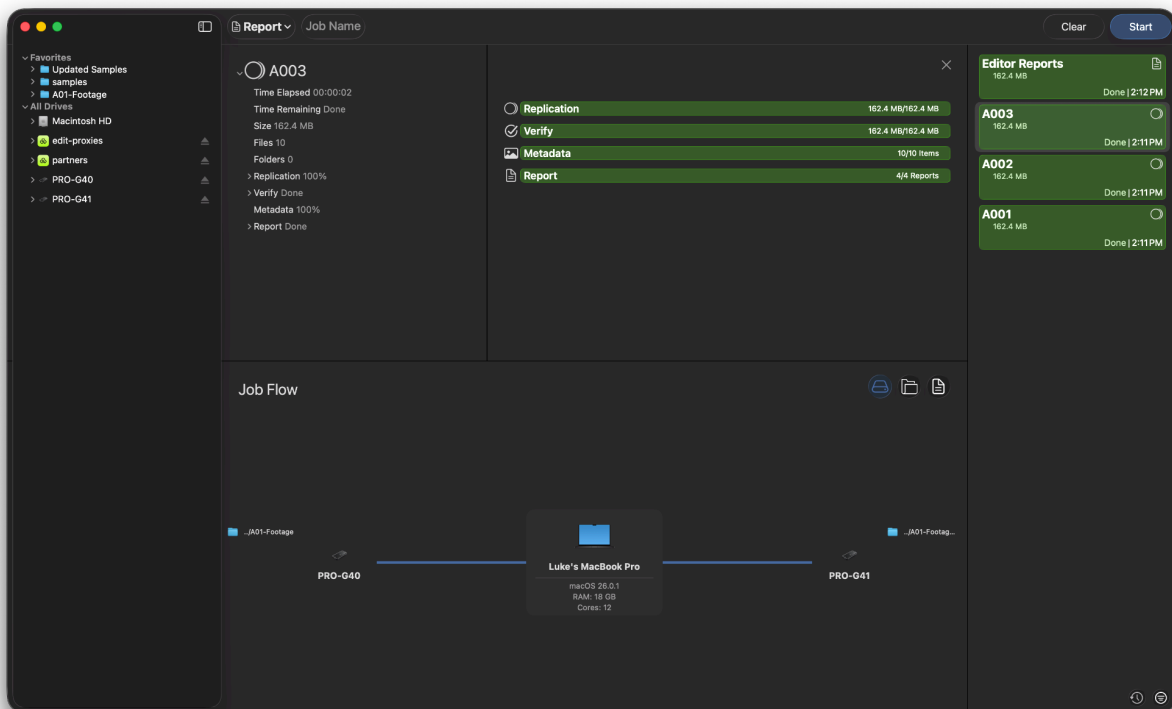 Report
Job Name
Clear
Start
Favorites
Updated Samples
samples
A01-Footage
All Drives
Macintosh HD
edit-proxies
partners
PRO-G40
PRO-G41
A003
Time Elapsed 00:00:02
Time Remaining Done
Size 162.4 MB
Files 10
Folders 0
Replication 100%
Verify Done
Metadata 100%
Report Done
Replication 162.4 MB/162.4 MB
Verify 162.4 MB/162.4 MB
Metadata 10/10 Items
Report 4/4 Reports
Editor Reports
162.4 MB
Done | 2:12 PM
A003
162.4 MB
Done | 2:11 PM
A002
162.4 MB
Done | 2:11 PM
A001
162.4 MB
Done | 2:11 PM
Job Flow
../A01-Footage
PRO-G40
Luke's MacBook Pro
macOS 26.0.1
RAM: 18 GB
Cores: 12
../A01-Footag...
PRO-G41